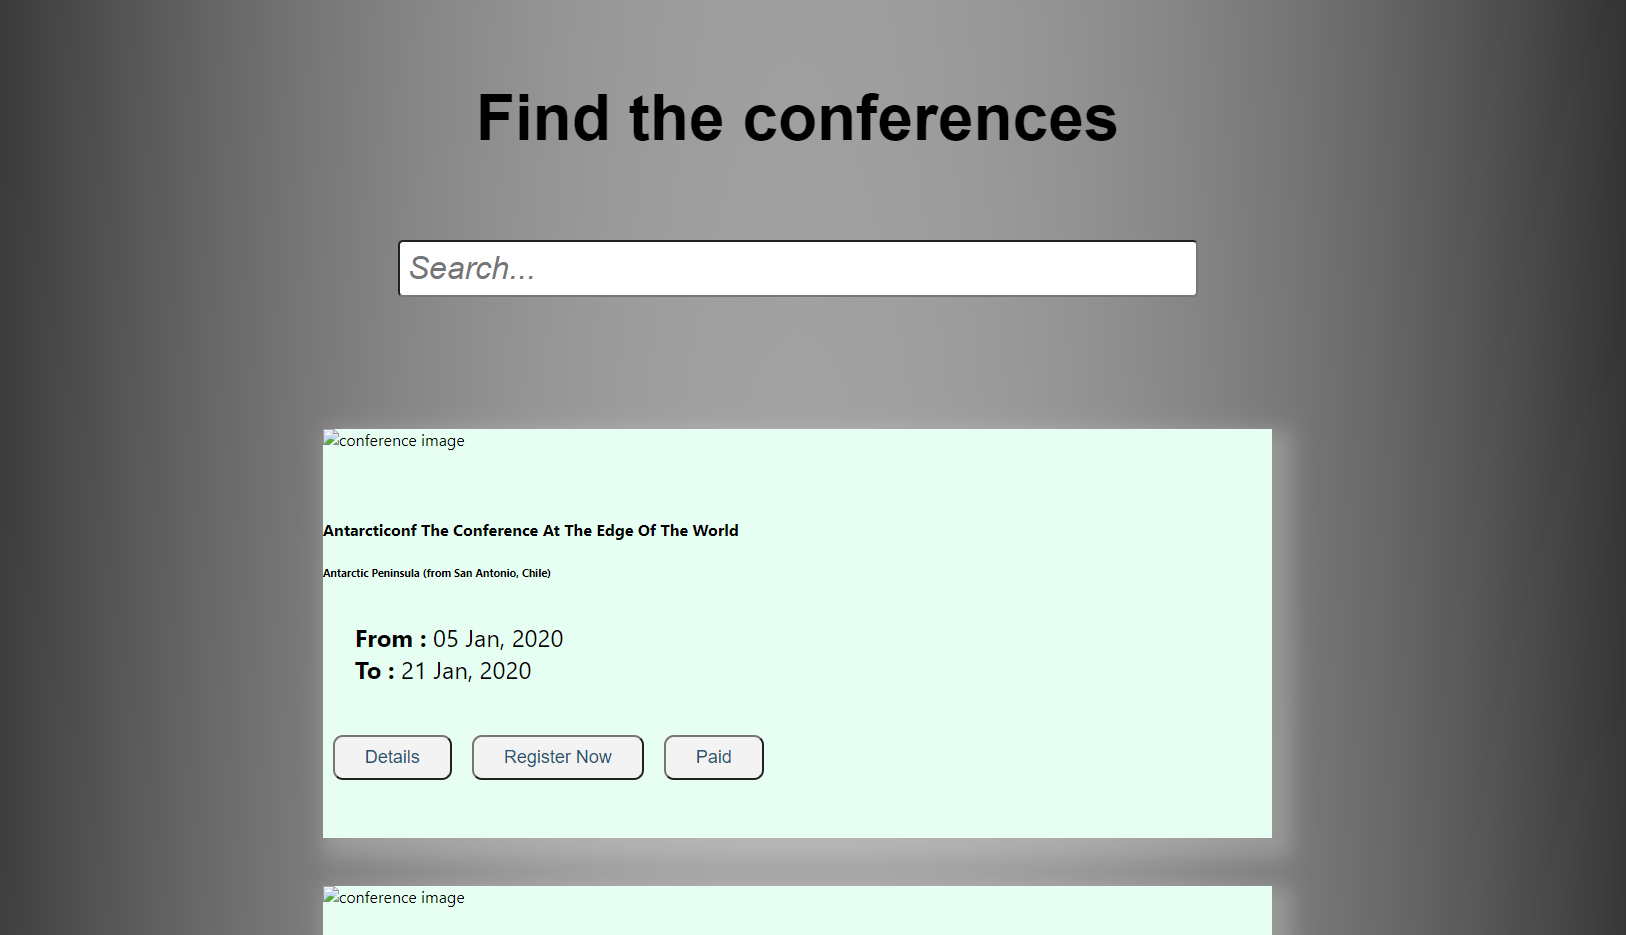 Find the conferences
Search...
conference image
Antarcticonf The Conference At The Edge Of The World
Antarctic Peninsula (from San Antonio, Chile)
From : 05 Jan, 2020
To : 21 Jan, 2020
Details Register Now Paid
conference image